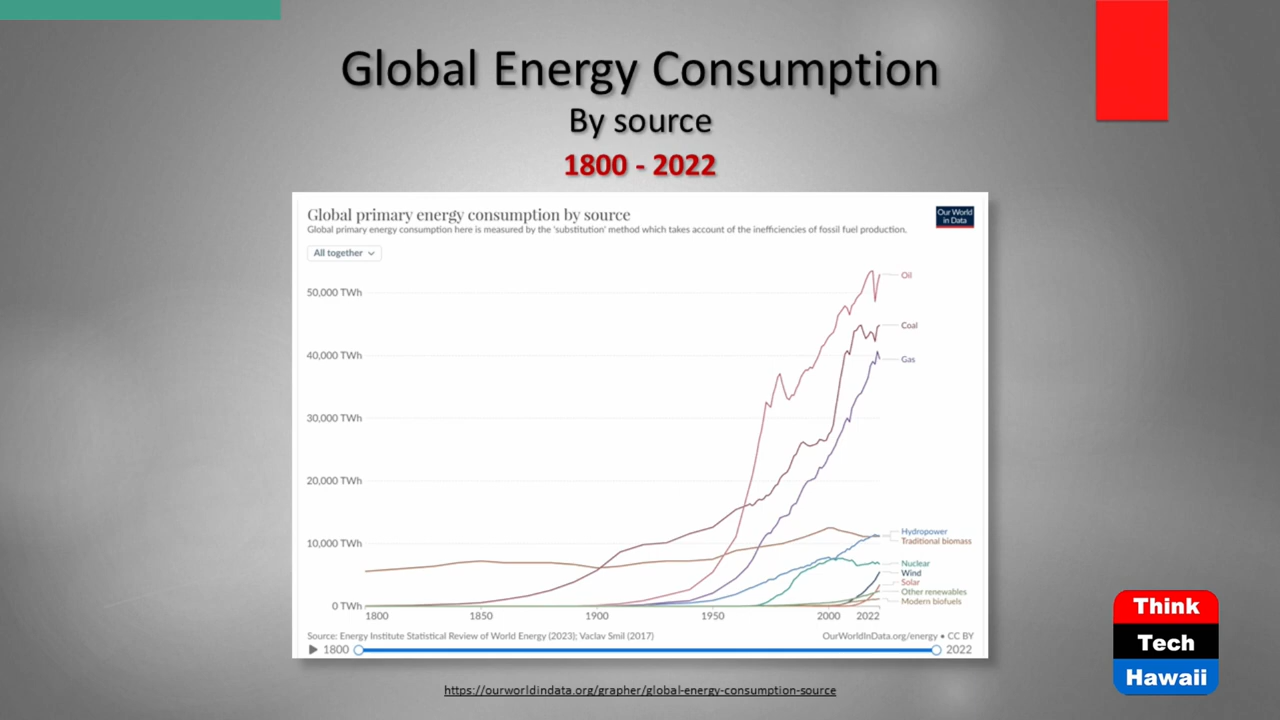 Global Energy Consumption
By source
1800 - 2022
Global primary energy consumption by source
Global primary energy consumption here is measured by the 'substitution' method which takes account of the inefficiencies of fossil fuel production.
Our World
in Data
All together
Oil
50,000 TWh
Coal
40,000 TWh
Gas
30,000 TWh
20,000 TWh
10,000 TWh
Hydropower
Traditional biomass
Nuclear
Wind
Solar
Other renewables
Modern biofuels
0 TWh
1800 1850 1900 1950 2000 2022
Source: Energy Institute Statistical Review of World Energy (2023); Vaclav Smil (2017)
OurWorldInData.org/energy • CC BY
1800 2022
https://ourworldindata.org/grapher/global-energy-consumption-source
Think
Tech
Hawaii